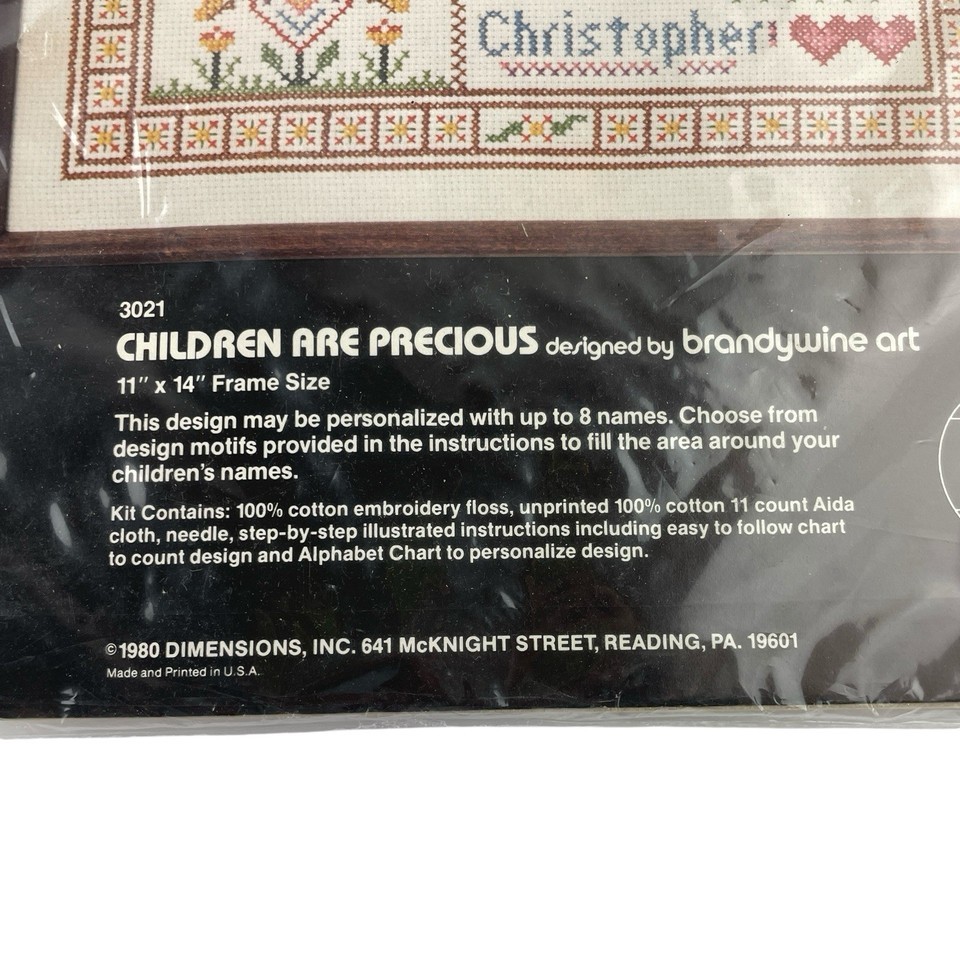 Christopher
3021
CHILDREN ARE PRECIOUS designed by brandywine art
11" x 14" Frame Size
This design may be personalized with up to 8 names. Choose from
design motifs provided in the instructions to fill the area around your
children's names.
Kit Contains: 100% cotton embroidery floss, unprinted 100% cotton 11 count Aida
cloth, needle, step-by-step illustrated instructions including easy to follow chart
to count design and Alphabet Chart to personalize design.
©1980 DIMENSIONS, INC. 641 McKNIGHT STREET, READING, PA. 19601
Made and Printed in U.S.A.